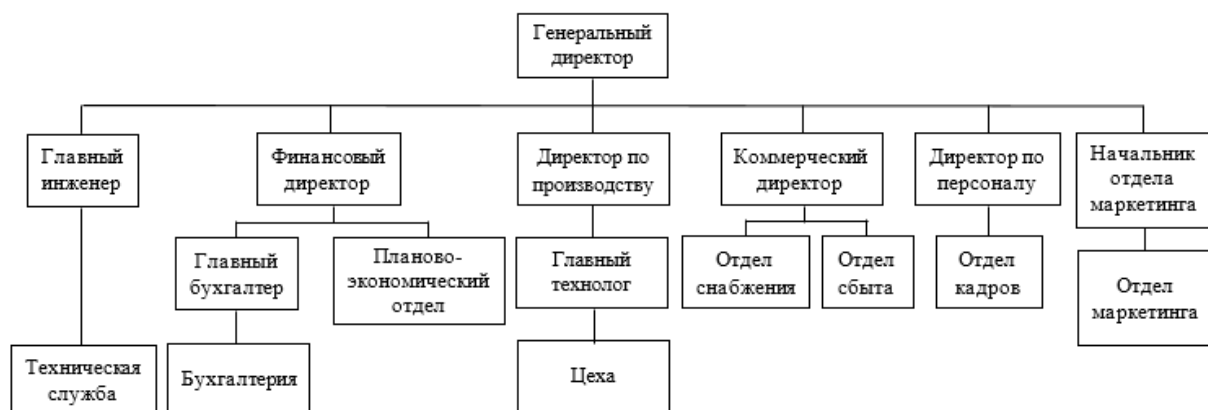 Генеральный
директор
Главный
инженер
Финансовый
директор
Директор по
производству
Коммерческий
директор
Директор по
персоналу
Начальник
отдела
маркетинга
Главный
бухгалтер
Планово-
экономический
отдел
Главный
технолог
Отдел
снабжения
Отдел
сбыта
Отдел
кадров
Отдел
маркетинга
Техническая
служба
Бухгалтерия
Цеха